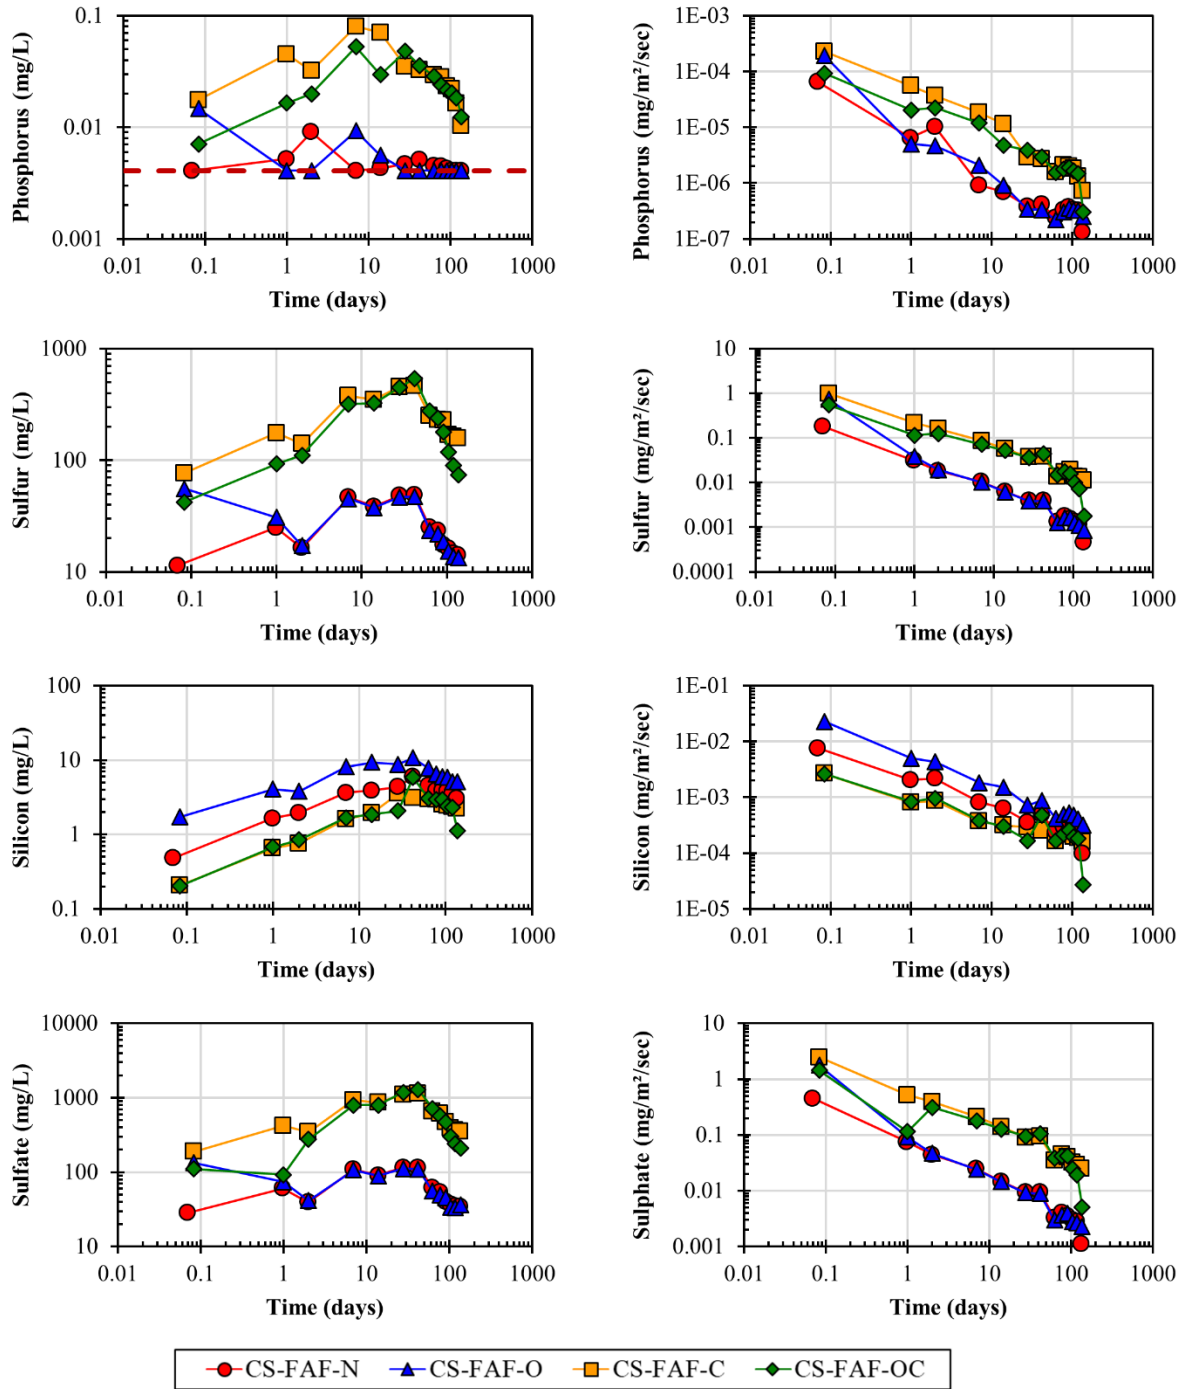 Phosphorus (mg/L)
0.1
0.01
0.001
0.01 0.1 1 10 100 1000
Time (days)
Phosphorus (mg/m²/sec)
1E-03
1E-04
1E-05
1E-06
1E-07
0.01 0.1 1 10 100 1000
Time (days)
Sulfur (mg/L)
1000
100
10
0.01 0.1 1 10 100 1000
Time (days)
Sulfur (mg/m²/sec)
10
1
0.1
0.01
0.001
0.0001
0.01 0.1 1 10 100 1000
Time (days)
Silicon (mg/L)
100
10
1
0.1
0.01 0.1 1 10 100 1000
Time (days)
Silicon (mg/m²/sec)
1E-01
1E-02
1E-03
1E-04
1E-05
0.01 0.1 1 10 100 1000
Time (days)
Sulfate (mg/L)
10000
1000
100
10
0.01 0.1 1 10 100 1000
Time (days)
Sulphate (mg/m²/sec)
10
1
0.1
0.01
0.001
0.01 0.1 1 10 100 1000
Time (days)
CS-FAF-N CS-FAF-O CS-FAF-C CS-FAF-OC